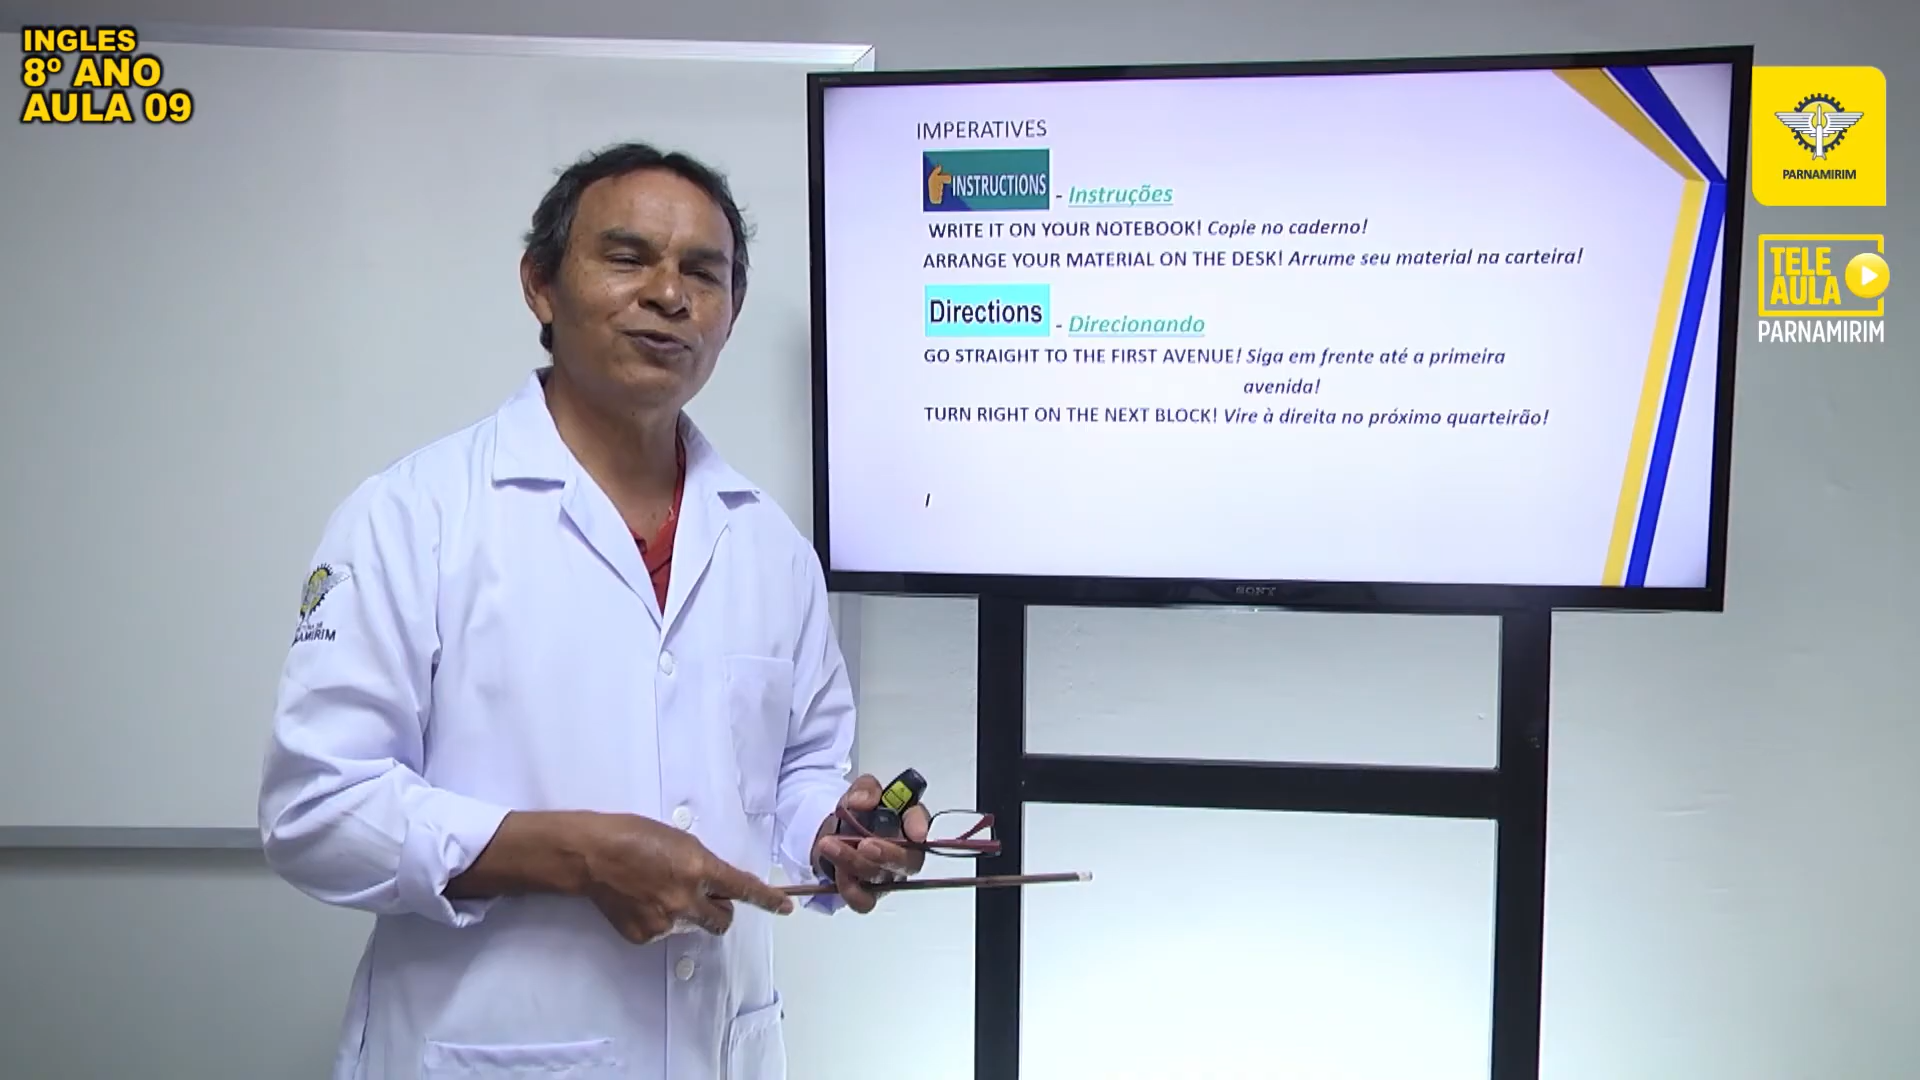 INGLES
8º ANO
AULA 09
IMPERATIVES
INSTRUCTIONS - Instruções
WRITE IT ON YOUR NOTEBOOK! Copie no caderno!
ARRANGE YOUR MATERIAL ON THE DESK! Arrume seu material na carteira!
Directions - Direcionando
GO STRAIGHT TO THE FIRST AVENUE! Siga em frente até a primeira
avenida!
TURN RIGHT ON THE NEXT BLOCK! Vire à direita no próximo quarteirão!
I
SONY
PARNAMIRIM
TELE
AULA
PARNAMIRIM